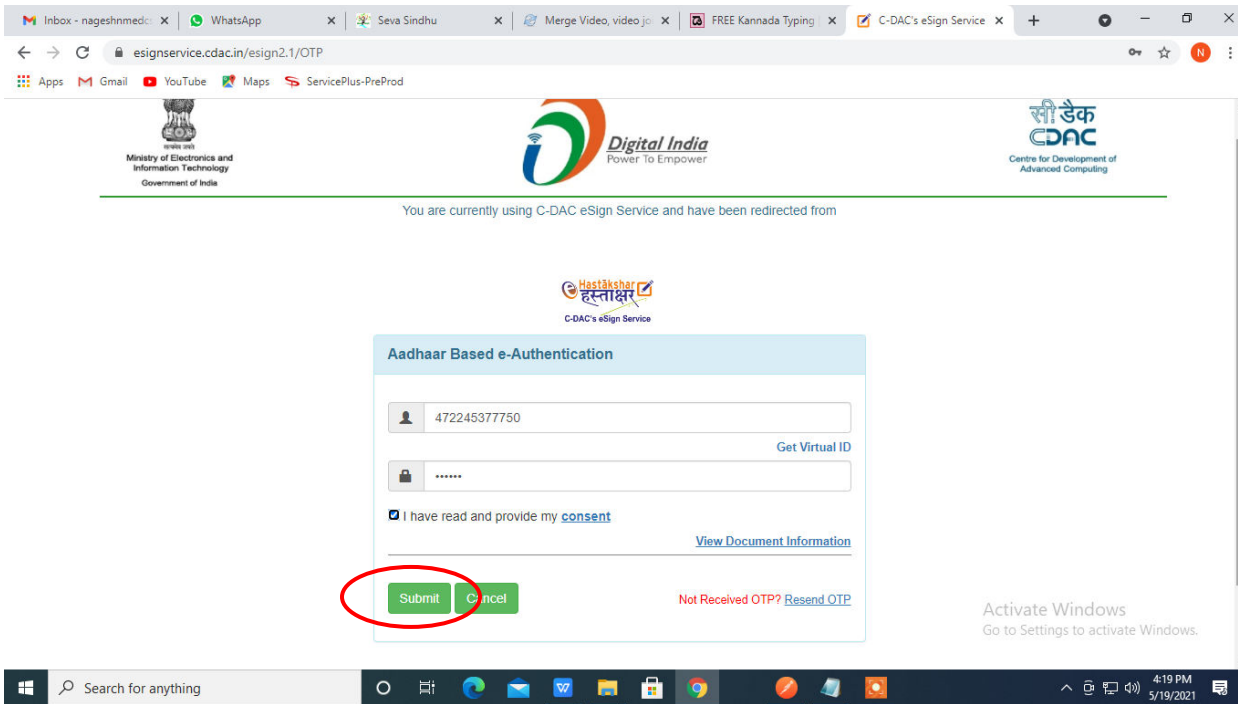 Inbox - nageshnmedc
WhatsApp
Seva Sindhu
Merge Video, video jo
FREE Kannada Typing
C-DAC's eSign Service
esignservice.cdac.in/esign2.1/OTP
N
Apps
Gmail
YouTube
Maps
ServicePlus-PreProd
सत्यमेव जयते
Ministry of Electronics and
Information Technology
Government of India
Digital India
Power To Empower
सी डैक
CDAC
Centre for Development of
Advanced Computing
You are currently using C-DAC eSign Service and have been redirected from
e Hastākshar
हस्ताक्षर
C-DAC's eSign Service
Aadhaar Based e-Authentication
472245377750
Get Virtual ID
••••••
I have read and provide my consent
View Document Information
Submit
Cancel
Not Received OTP? Resend OTP
Activate Windows
Go to Settings to activate Windows.
Search for anything
W
4:19 PM
5/19/2021